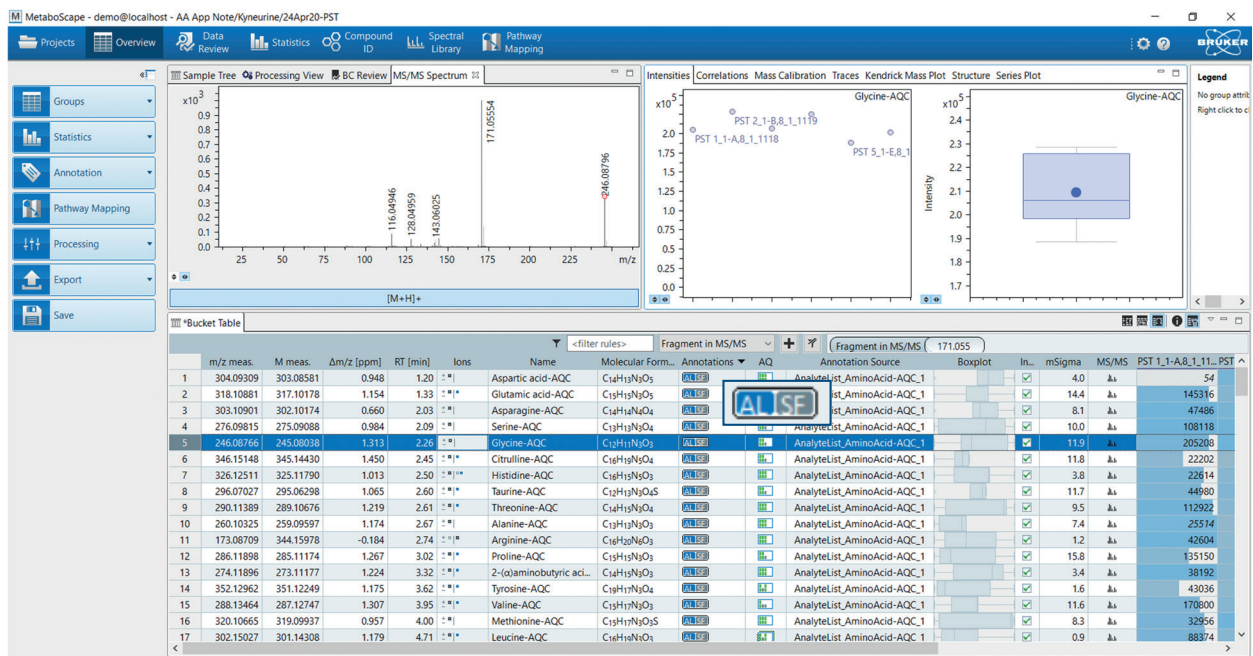 MetaboScape - demo@localhost - AA App Note/Kyneurine/24Apr20-PST
Projects Overview Data Review Statistics Compound ID Spectral Library Pathway Mapping BRUKER
Groups
Statistics
Annotation
Pathway Mapping
Processing
Export
Save
Sample Tree Processing View BC Review MS/MS Spectrum
x10 3
0.9
0.8
0.7
0.6
0.5
0.4
0.3
0.2
0.1
0.0
116.04946
128.04959
143.06025
171.05554
246.08796
25 50 75 100 125 150 175 200 225 m/z
[M+H]+
Intensities Correlations Mass Calibration Traces Kendrick Mass Plot Structure Series Plot
x10 5
Glycine-AQC
2.0
1.75
1.5
1.25
1.0
0.75
0.5
0.25
0.0
PST 2_1-B,8_1_1119
PST 1_1-A,8_1_1118
PST 5_1-E,8_1
x10 5
Glycine-AQC
2.4
2.3
2.2
2.1
2.0
1.9
1.8
1.7
Intensity
Legend
No group attrib
Right click to cl
*Bucket Table
<filter rules> Fragment in MS/MS Fragment in MS/MS 171.055
m/z meas. M meas. Δm/z [ppm] RT [min] Ions Name Molecular Form... Annotations AQ Annotation Source Boxplot In... mSigma MS/MS PST 1_1-A,8_1_11... PST
1 304.09309 303.08581 0.948 1.20 Aspartic acid-AQC C₁₄H₁₃N₃O₅ AL SF AnalyteList_AminoAcid-AQC_1 4.0 54
2 318.10881 317.10178 1.154 1.33 Glutamic acid-AQC C₁₅H₁₅N₃O₅ AL SF AnalyteList_AminoAcid-AQC_1 14.4 145316
3 303.10901 302.10174 0.660 2.03 Asparagine-AQC C₁₄H₁₄N₄O₄ AL SF AnalyteList_AminoAcid-AQC_1 8.1 47486
4 276.09815 275.09088 0.984 2.09 Serine-AQC C₁₃H₁₃N₃O₄ AL SF AnalyteList_AminoAcid-AQC_1 10.0 108118
5 246.08766 245.08038 1.313 2.26 Glycine-AQC C₁₂H₁₁N₃O₃ AL SF AnalyteList_AminoAcid-AQC_1 11.9 205208
6 346.15148 345.14430 1.450 2.45 Citrulline-AQC C₁₆H₁₉N₅O₄ AL SF AnalyteList_AminoAcid-AQC_1 11.8 22202
7 326.12511 325.11790 1.013 2.50 Histidine-AQC C₁₆H₁₅N₅O₃ AL SF AnalyteList_AminoAcid-AQC_1 3.8 22614
8 296.07027 295.06298 1.065 2.60 Taurine-AQC C₁₂H₁₃N₃O₄S AL SF AnalyteList_AminoAcid-AQC_1 11.7 44980
9 290.11389 289.10676 1.219 2.61 Threonine-AQC C₁₄H₁₅N₃O₄ AL SF AnalyteList_AminoAcid-AQC_1 9.5 112922
10 260.10325 259.09597 1.174 2.67 Alanine-AQC C₁₃H₁₃N₃O₃ AL SF AnalyteList_AminoAcid-AQC_1 7.4 25514
11 173.08709 344.15978 -0.184 2.74 Arginine-AQC C₁₆H₂₀N₆O₃ AL SF AnalyteList_AminoAcid-AQC_1 1.2 42604
12 286.11898 285.11174 1.267 3.02 Proline-AQC C₁₅H₁₅N₃O₃ AL SF AnalyteList_AminoAcid-AQC_1 15.8 135150
13 274.11896 273.11177 1.224 3.32 2-(α)aminobutyric aci... C₁₄H₁₅N₃O₃ AL SF AnalyteList_AminoAcid-AQC_1 3.4 38192
14 352.12962 351.12249 1.175 3.62 Tyrosine-AQC C₁₉H₁₇N₃O₄ AL SF AnalyteList_AminoAcid-AQC_1 1.6 43036
15 288.13464 287.12747 1.307 3.95 Valine-AQC C₁₅H₁₇N₃O₃ AL SF AnalyteList_AminoAcid-AQC_1 11.6 170800
16 320.10665 319.09937 0.957 4.00 Methionine-AQC C₁₅H₁₇N₃O₃S AL SF AnalyteList_AminoAcid-AQC_1 8.3 32956
17 302.15027 301.14308 1.179 4.71 Leucine-AQC C₁₆H₁₉N₃O₃ AL SF AnalyteList_AminoAcid-AQC_1 0.9 88374
AL SF